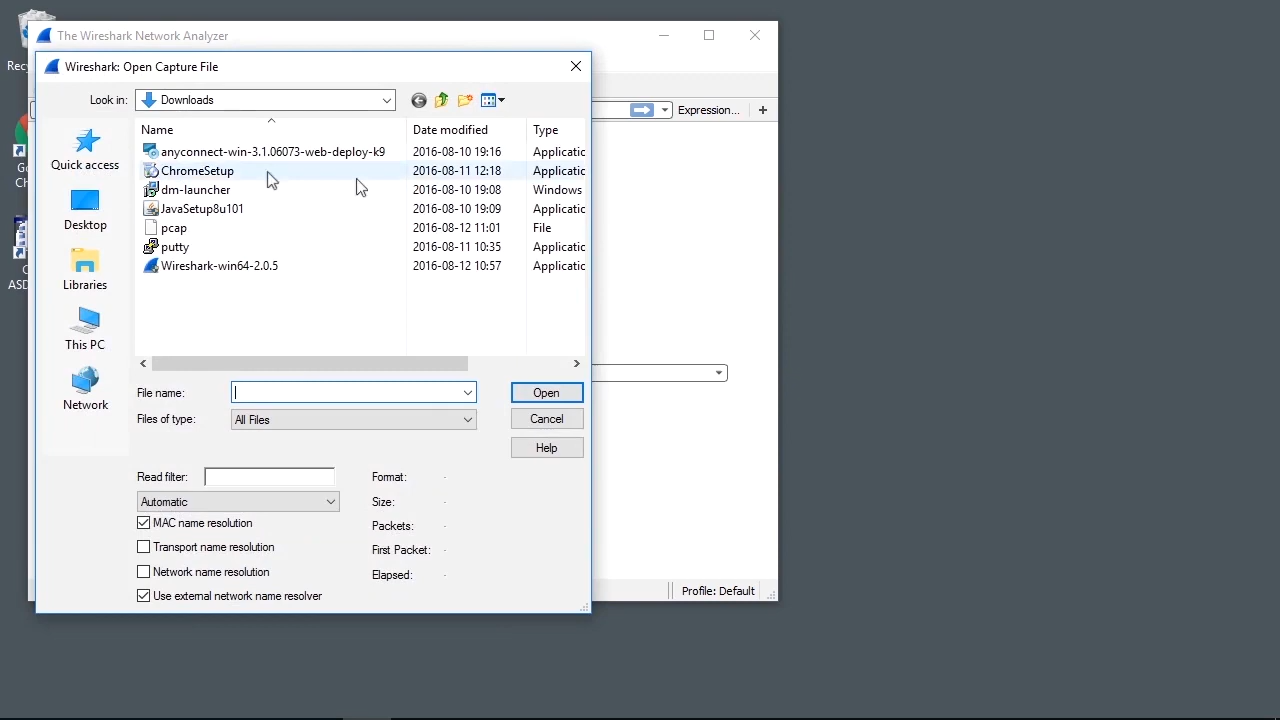 The Wireshark Network Analyzer
Wireshark: Open Capture File
Look in: Downloads
Expression... +
Name Date modified Type
anyconnect-win-3.1.06073-web-deploy-k9 2016-08-10 19:16 Applicatic
ChromeSetup 2016-08-11 12:18 Applicatic
dm-launcher 2016-08-10 19:08 Windows
JavaSetup8u101 2016-08-10 19:09 Applicatic
pcap 2016-08-12 11:01 File
putty 2016-08-11 10:35 Applicatic
Wireshark-win64-2.0.5 2016-08-12 10:57 Applicatic
Quick access
Desktop
Libraries
This PC
Network
Recy
Go
Ch
C
ASD
File name: Open
Files of type: All Files Cancel
Help
Read filter:
Automatic
MAC name resolution
Transport name resolution
Network name resolution
Use external network name resolver
Format: -
Size: -
Packets: -
First Packet: -
Elapsed: -
Profile: Default